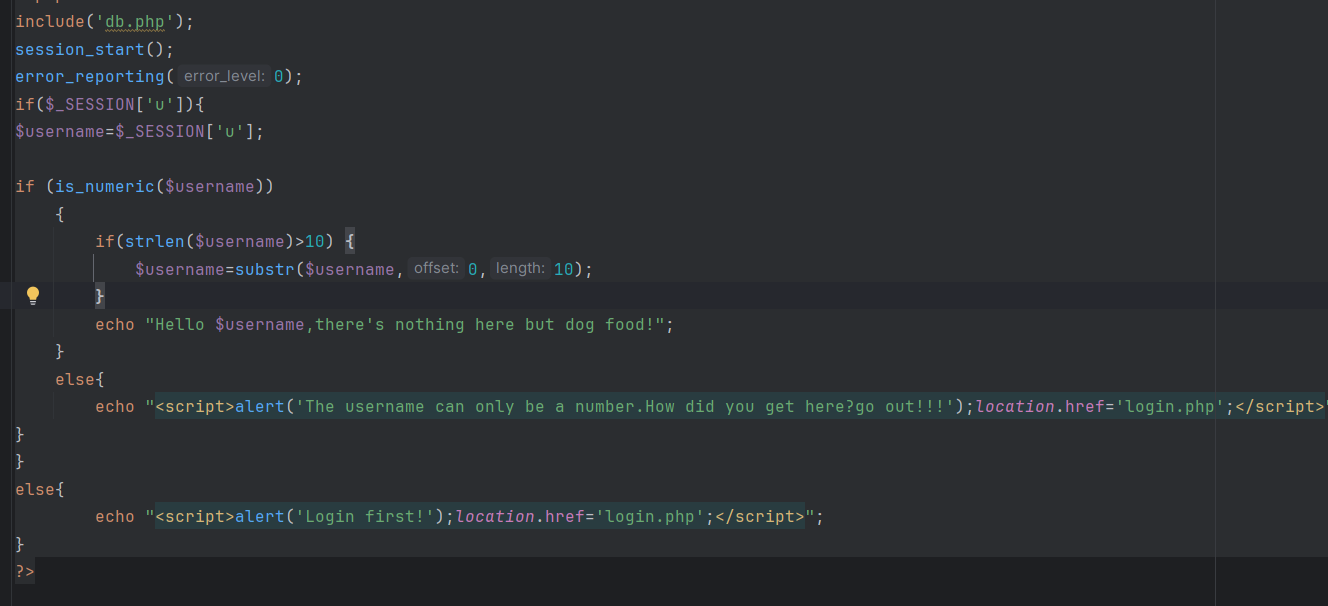 include('db.php');
session_start();
error_reporting( error_level: 0);
if($_SESSION['u']){
$username=$_SESSION['u'];
if (is_numeric($username))
{
if(strlen($username)>10) {
$username=substr($username, offset: 0, length: 10);
}
echo "Hello $username,there's nothing here but dog food!";
}
else{
echo "<script>alert('The username can only be a number.How did you get here?go out!!!');location.href='login.php';</script>"
}
}
else{
echo "<script>alert('Login first!');location.href='login.php';</script>";
}
?>